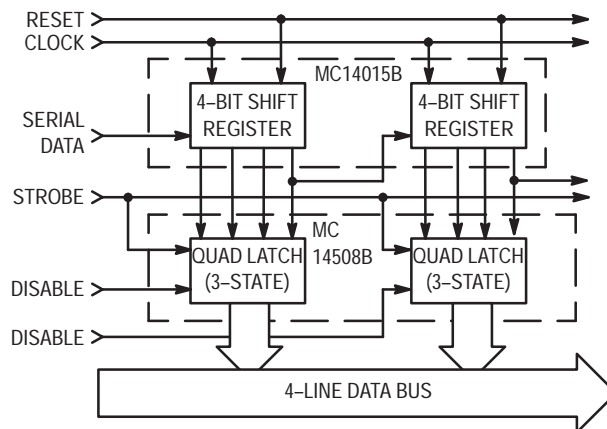 RESET
CLOCK
MC14015B
4–BIT SHIFT
REGISTER
4–BIT SHIFT
REGISTER
SERIAL
DATA
STROBE
MC
14508B
QUAD LATCH
(3–STATE)
QUAD LATCH
(3–STATE)
DISABLE
DISABLE
4–LINE DATA BUS